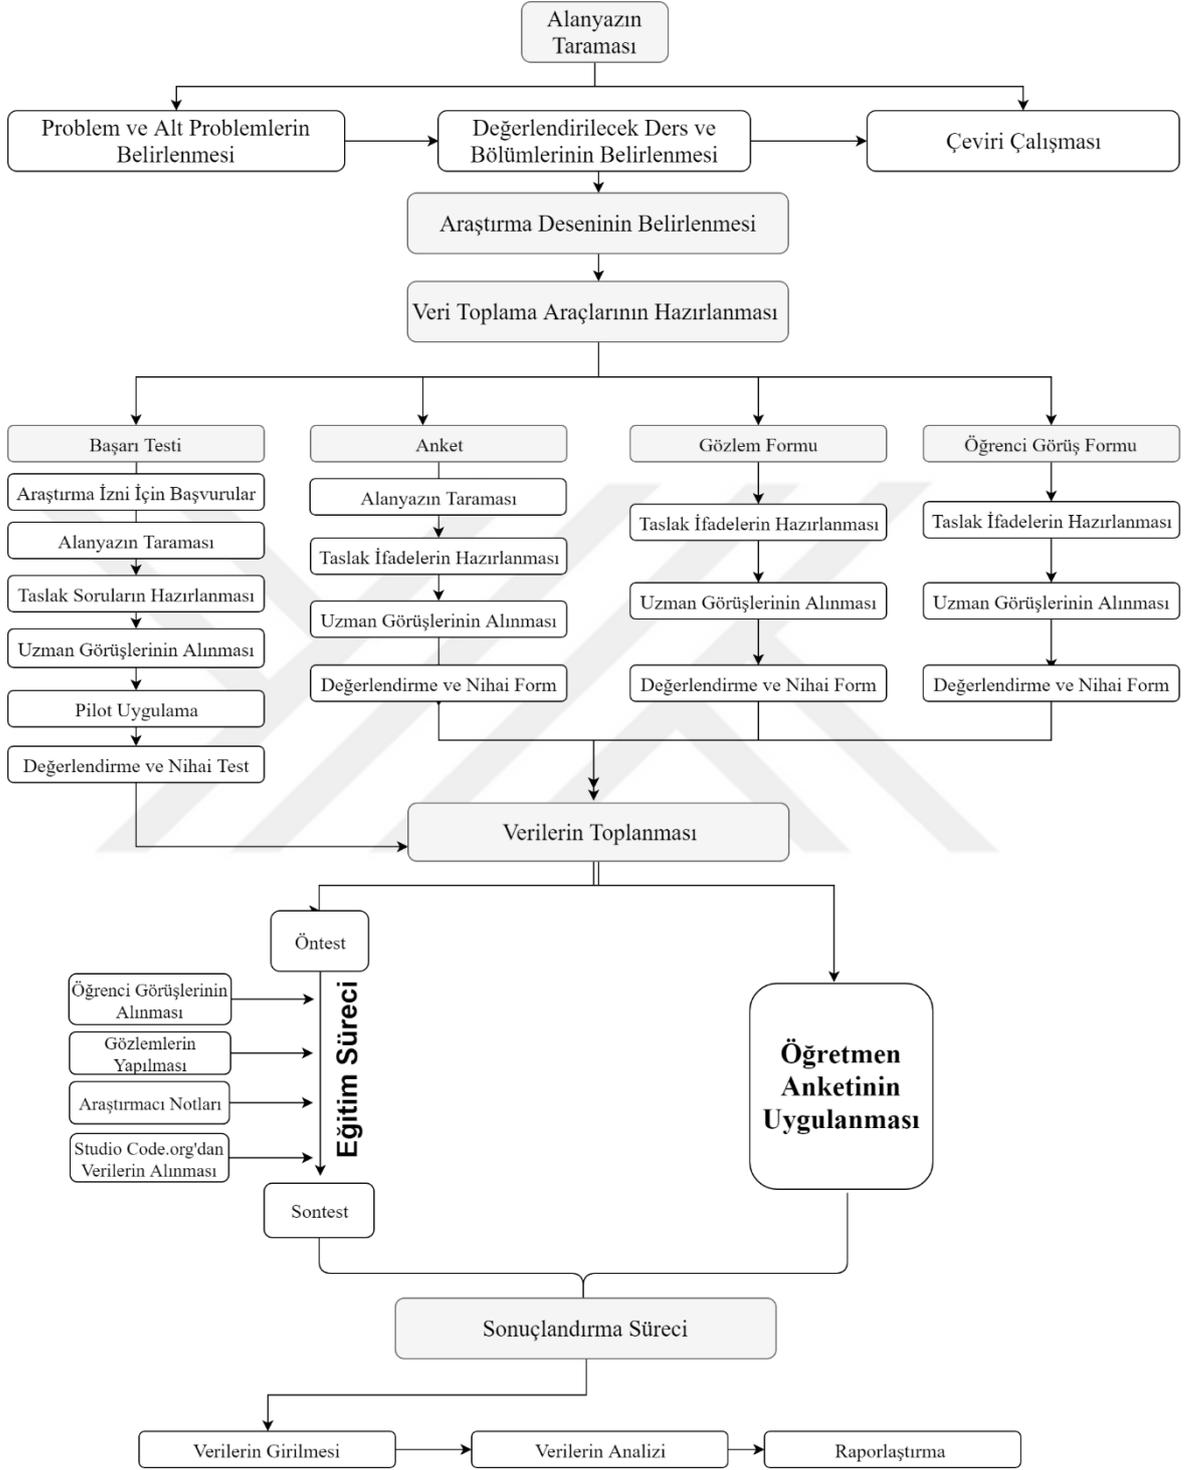 Alanyazın
Taraması
Problem ve Alt Problemlerin
Belirlenmesi
Değerlendirilecek Ders ve
Bölümlerinin Belirlenmesi
Çeviri Çalışması
Araştırma Deseninin Belirlenmesi
Veri Toplama Araçlarının Hazırlanması
Başarı Testi
Araştırma İzni İçin Başvurular
Alanyazın Taraması
Taslak Soruların Hazırlanması
Uzman Görüşlerinin Alınması
Pilot Uygulama
Değerlendirme ve Nihai Test
Anket
Alanyazın Taraması
Taslak İfadelerin Hazırlanması
Uzman Görüşlerinin Alınması
Değerlendirme ve Nihai Form
Gözlem Formu
Taslak İfadelerin Hazırlanması
Uzman Görüşlerinin Alınması
Değerlendirme ve Nihai Form
Öğrenci Görüş Formu
Taslak İfadelerin Hazırlanması
Uzman Görüşlerinin Alınması
Değerlendirme ve Nihai Form
Verilerin Toplanması
Öntest
Öğrenci Görüşlerinin
Alınması
Gözlemlerin
Yapılması
Araştırmacı Notları
Studio Code.org'dan
Verilerin Alınması
Eğitim Süreci
Sontest
Öğretmen
Anketinin
Uygulanması
Sonuçlandırma Süreci
Verilerin Girilmesi
Verilerin Analizi
Raporlaştırma